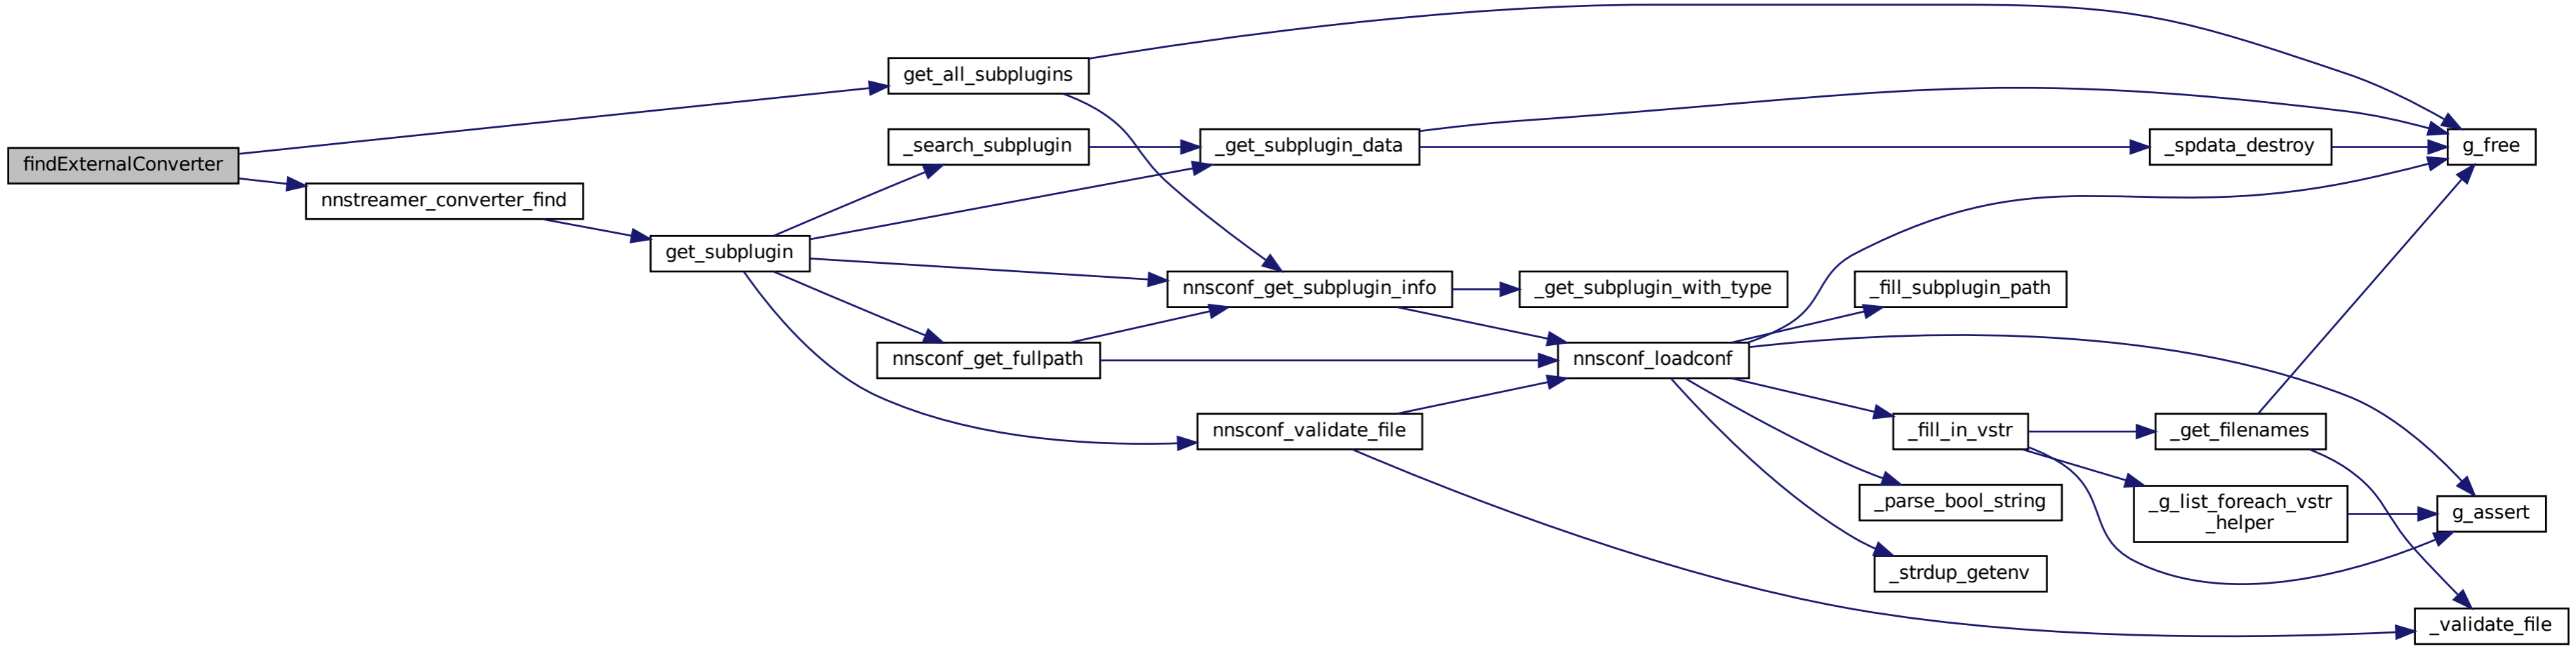 findExternalConverter
nnstreamer_converter_find
get_subplugin
get_all_subplugins
_search_subplugin
nnsconf_get_fullpath
_get_subplugin_data
nnsconf_get_subplugin_info
nnsconf_validate_file
_get_subplugin_with_type
nnsconf_loadconf
_fill_subplugin_path
_fill_in_vstr
_parse_bool_string
_strdup_getenv
_spdata_destroy
_get_filenames
_g_list_foreach_vstr
_helper
g_free
g_assert
_validate_file